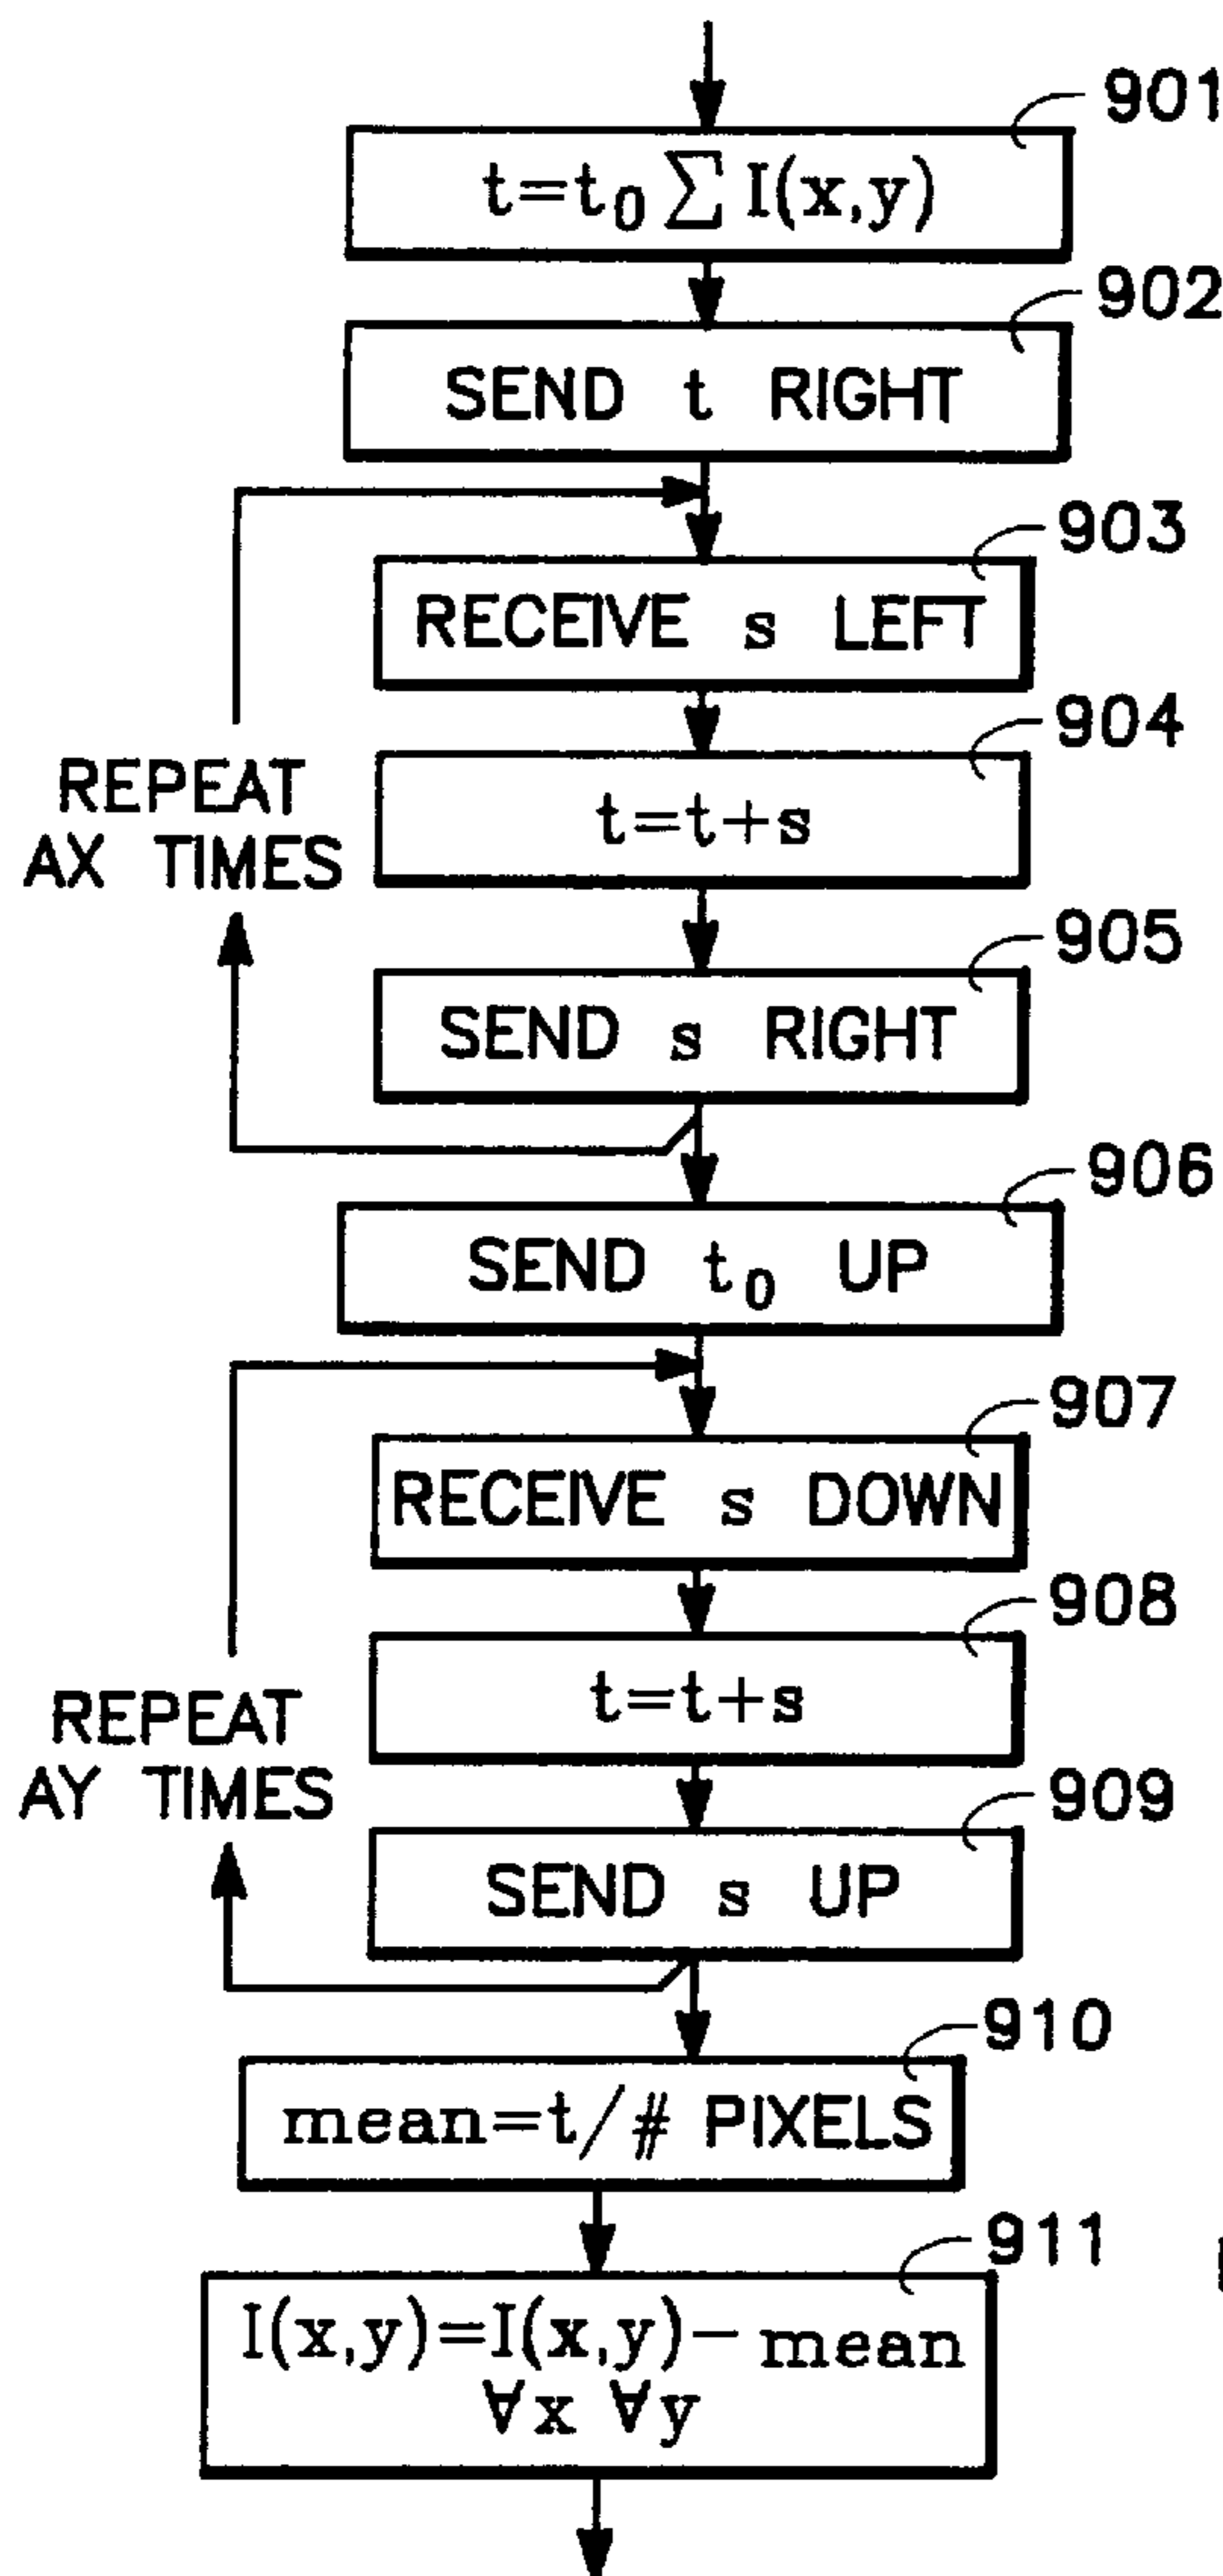 901
t=t₀ ∑ I(x,y)
902
SEND t RIGHT
903
RECEIVE s LEFT
904
t=t+s
REPEAT
AX TIMES
905
SEND s RIGHT
906
SEND t₀ UP
907
RECEIVE s DOWN
908
t=t+s
REPEAT
AY TIMES
909
SEND s UP
910
mean=t/# PIXELS
911
I(x,y)=I(x,y)- mean
∀x ∀y